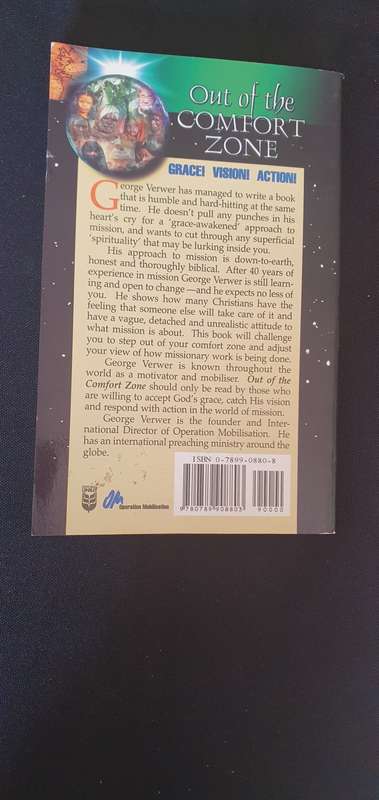 Out of the
COMFORT
ZONE
GRACE! VISION! ACTION!
George Verwer has managed to write a book
that is humble and hard-hitting at the same
time. He doesn't pull any punches in his
heart's cry for a 'grace-awakened' approach to
mission, and wants to cut through any superficial
'spirituality' that may be lurking inside you.
His approach to mission is down-to-earth,
honest and thoroughly biblical. After 40 years of
experience in mission George Verwer is still learn-
ing and open to change—and he expects no less of
you. He shows how many Christians have the
feeling that someone else will take care of it and
have a vague, detached and unrealistic attitude to
what mission is about. This book will challenge
you to step out of your comfort zone and adjust
your view of how missionary work is being done.
George Verwer is known throughout the
world as a motivator and mobiliser. Out of the
Comfort Zone should only be read by those who
are willing to accept God's grace, catch His vision
and respond with action in the world of mission.
George Verwer is the founder and Inter-
national Director of Operation Mobilisation. He
has an international preaching ministry around the
globe.
ISBN 0-7899-0880-8
9 780789 908803
90000
OM
Operation Mobilisation